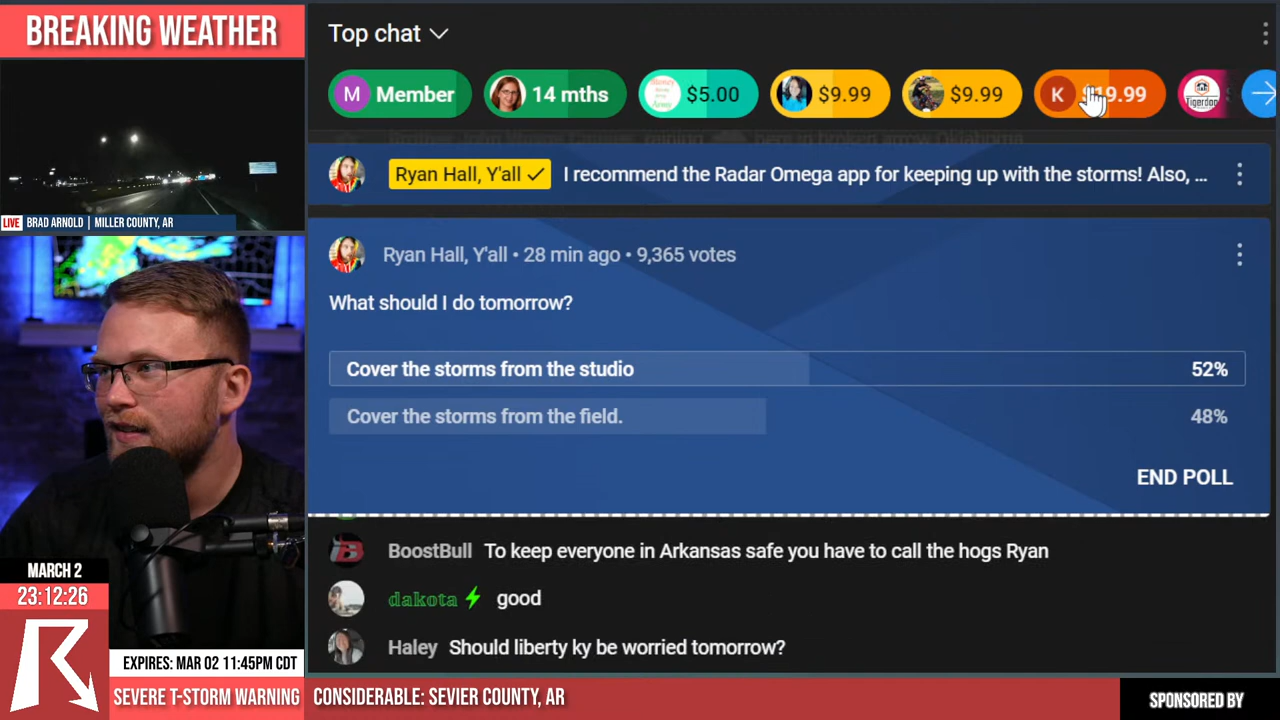 BREAKING WEATHER
LIVE BRAD ARNOLD | MILLER COUNTY, AR
MARCH 2
23:12:26
Top chat
M Member 14 mths $5.00 $9.99 $9.99 K $19.99 Tigerdog
Ryan Hall, Y'all I recommend the Radar Omega app for keeping up with the storms! Also, ...
Ryan Hall, Y'all • 28 min ago • 9,365 votes
What should I do tomorrow?
Cover the storms from the studio 52%
Cover the storms from the field. 48%
END POLL
BoostBull To keep everyone in Arkansas safe you have to call the hogs Ryan
dakota good
Haley Should liberty ky be worried tomorrow?
EXPIRES: MAR 02 11:45PM CDT
SEVERE T-STORM WARNING CONSIDERABLE: SEVIER COUNTY, AR
SPONSORED BY